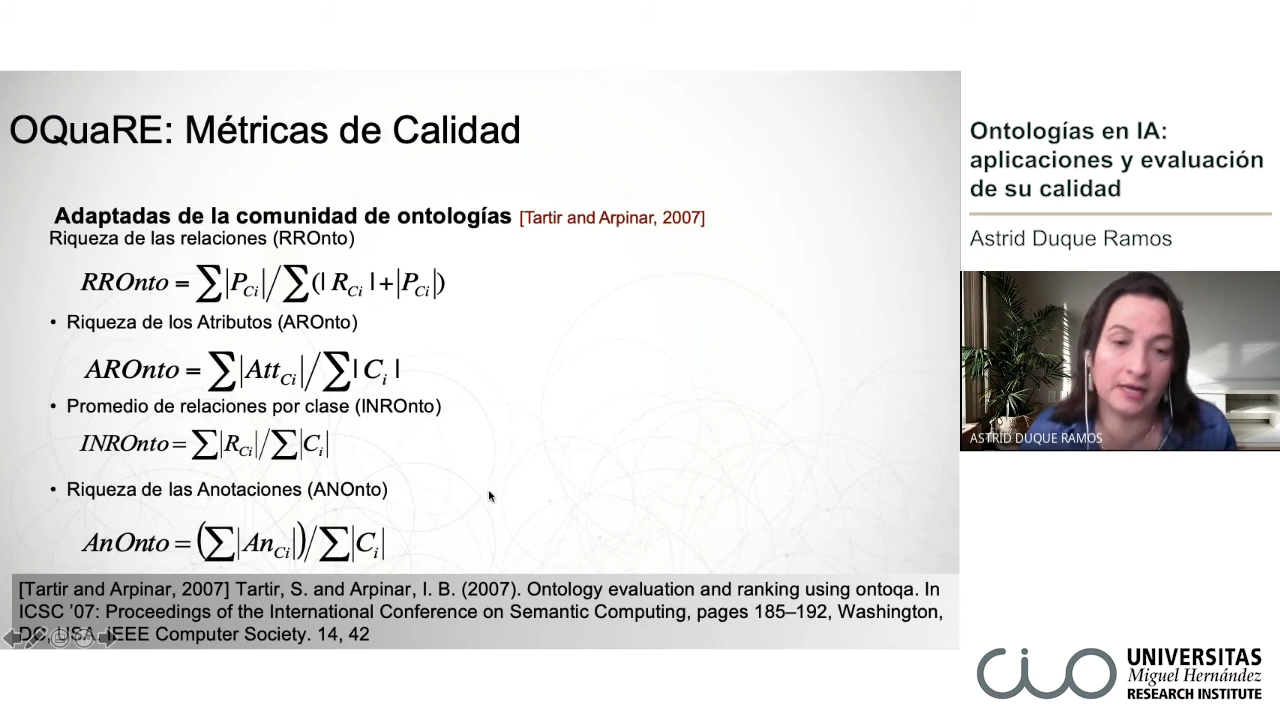 OQuaRE: Métricas de Calidad
Adaptadas de la comunidad de ontologías [Tartir and Arpinar, 2007]
Riqueza de las relaciones (RROnto)
RROnto = ∑|P_Ci| / ∑(| R_Ci | + |P_Ci|)
• Riqueza de los Atributos (AROnto)
AROnto = ∑|Att_Ci| / ∑| C_i |
• Promedio de relaciones por clase (INROnto)
INROnto = ∑|R_Ci| / ∑|C_i|
• Riqueza de las Anotaciones (ANOnto)
AnOnto = (∑|An_Ci|) / ∑|C_i|
[Tartir and Arpinar, 2007] Tartir, S. and Arpinar, I. B. (2007). Ontology evaluation and ranking using ontoqa. In
ICSC ’07: Proceedings of the International Conference on Semantic Computing, pages 185–192, Washington,
DC, USA. IEEE Computer Society. 14, 42
Ontologías en IA:
aplicaciones y evaluación
de su calidad
Astrid Duque Ramos
ASTRID DUQUE RAMOS
cio
UNIVERSITAS
Miguel Hernández
RESEARCH INSTITUTE